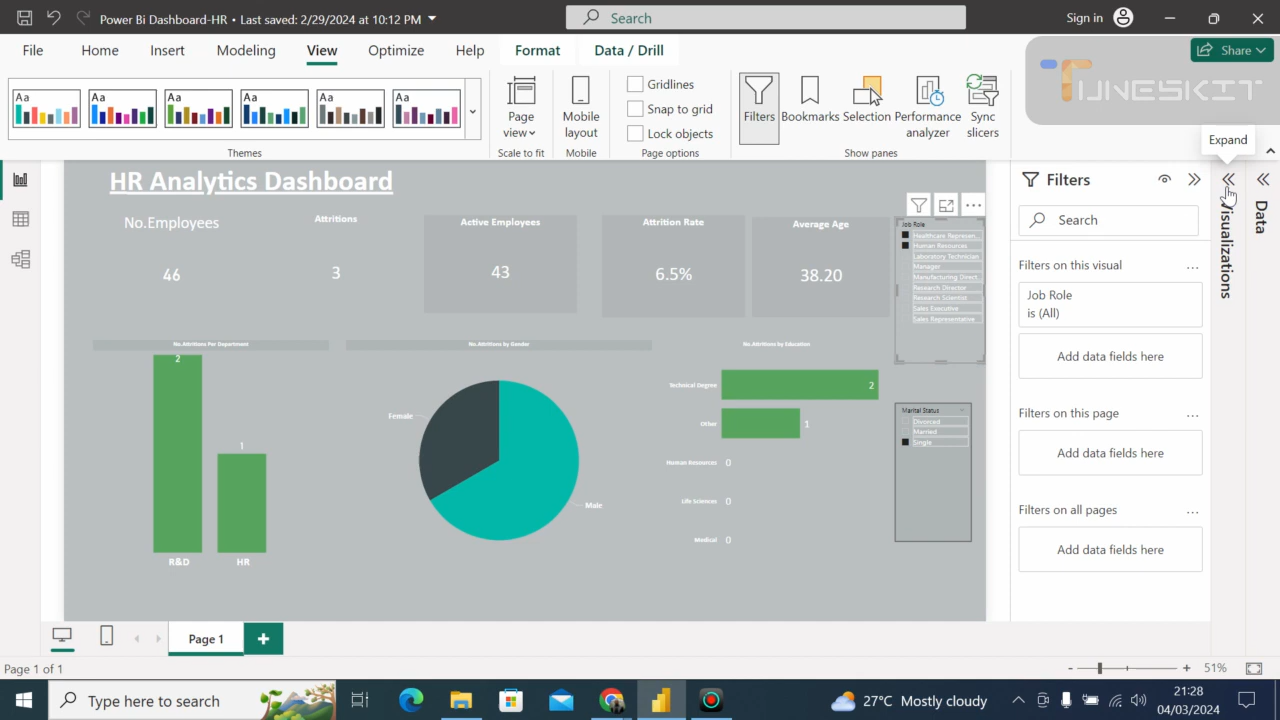 Power Bi Dashboard-HR • Last saved: 2/29/2024 at 10:12 PM
Search
Sign in
File
Home
Insert
Modeling
View
Optimize
Help
Format
Data / Drill
Share
TUNESKIT
Aa
Aa
Aa
Aa
Aa
Aa
Page
view
Mobile
layout
Gridlines
Snap to grid
Lock objects
Filters
Bookmarks
Selection
Performance
analyzer
Sync
slicers
Themes
Scale to fit
Mobile
Page options
Show panes
Expand
HR Analytics Dashboard
No.Employees
46
Attritions
3
Active Employees
43
Attrition Rate
6.5%
Average Age
38.20
Job Role
Healthcare Represen...
Human Resources
Laboratory Technician
Manager
Manufacturing Direct...
Research Director
Research Scientist
Sales Executive
Sales Representative
No.Attritions Per Department
2
1
R&D
HR
No.Attritions by Gender
Female
Male
No.Attritions by Education
Technical Degree
2
Other
1
Human Resources
0
Life Sciences
0
Medical
0
Marital Status
Divorced
Married
Single
Filters
Search
Filters on this visual
Job Role
is (All)
Add data fields here
Filters on this page
Add data fields here
Filters on all pages
Add data fields here
Visualizations
Data
Page 1
Page 1 of 1
51%
Type here to search
27°C Mostly cloudy
21:28
04/03/2024